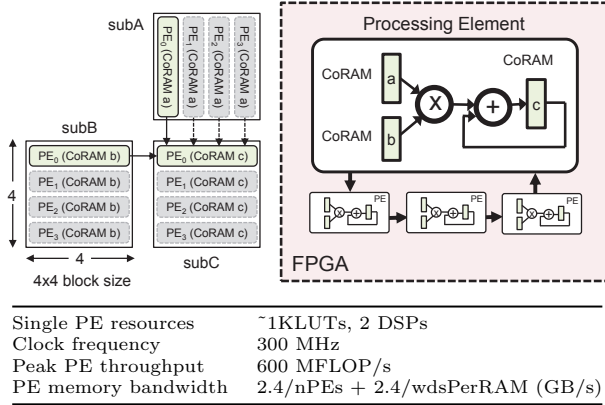 subA
PE0 (CoRAM a)
PE1 (CoRAM a)
PE2 (CoRAM a)
PE3 (CoRAM a)
subB
PE0 (CoRAM b)
PE1 (CoRAM b)
PE2 (CoRAM b)
PE3 (CoRAM b)
4
4
4x4 block size
PE0 (CoRAM c)
PE1 (CoRAM c)
PE2 (CoRAM c)
PE3 (CoRAM c)
subC
Processing Element
CoRAM
a
CoRAM
b
X
+
CoRAM
c
PE
X
+
PE
X
+
PE
X
+
FPGA
Single PE resources ~1KLUTs, 2 DSPs
Clock frequency 300 MHz
Peak PE throughput 600 MFLOP/s
PE memory bandwidth 2.4/nPEs + 2.4/wdsPerRAM (GB/s)